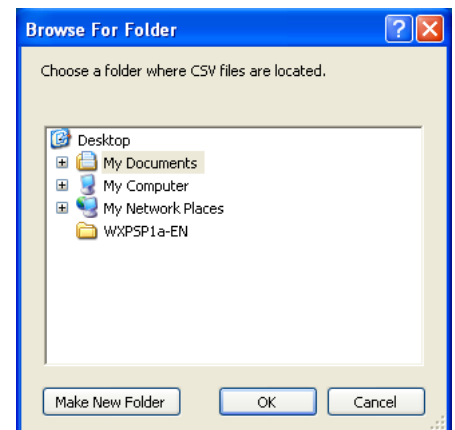 Browse For Folder
Choose a folder where CSV files are located.
Desktop
My Documents
My Computer
My Network Places
WXPSP1a-EN
Make New Folder OK Cancel